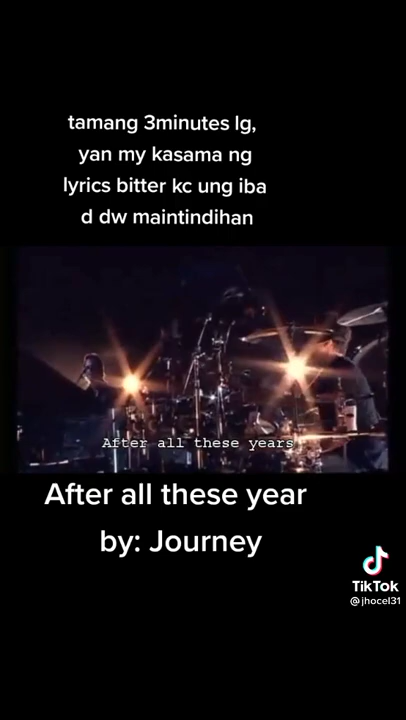 tamang 3minutes lg,
yan my kasama ng
lyrics bitter kc ung iba
d dw maintindihan
After all these years
After all these year
by: Journey
TikTok
@jhocel31